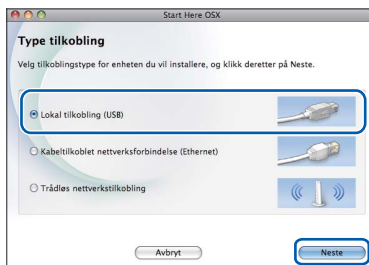 Start Here OSX
Type tilkobling
Velg tilkoblingstype for enheten du vil installere, og klikk deretter på Neste.
Lokal tilkobling (USB)
Kabeltilkoblet nettverksforbindelse (Ethernet)
Trådløs nettverkstilkobling
Avbryt
Neste